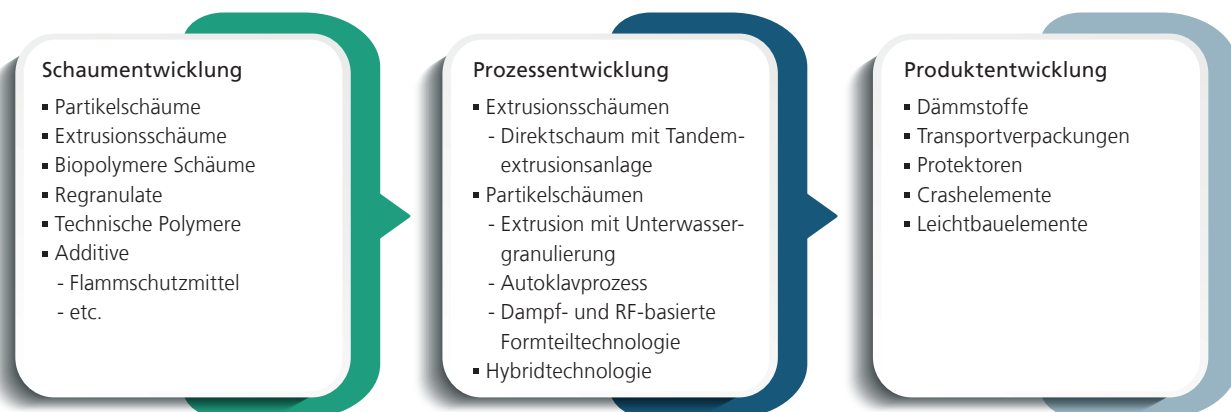 Schaumentwicklung
▪ Partikelschäume
▪ Extrusionsschäume
▪ Biopolymere Schäume
▪ Regranulate
▪ Technische Polymere
▪ Additive
- Flammschutzmittel
- etc.
Prozessentwicklung
▪ Extrusionsschäumen
- Direktschaum mit Tandem-
extrusionsanlage
▪ Partikelschäumen
- Extrusion mit Unterwasser-
granulierung
- Autoklavprozess
- Dampf- und RF-basierte
Formteiltechnologie
▪ Hybridtechnologie
Produktentwicklung
▪ Dämmstoffe
▪ Transportverpackungen
▪ Protektoren
▪ Crashelemente
▪ Leichtbauelemente